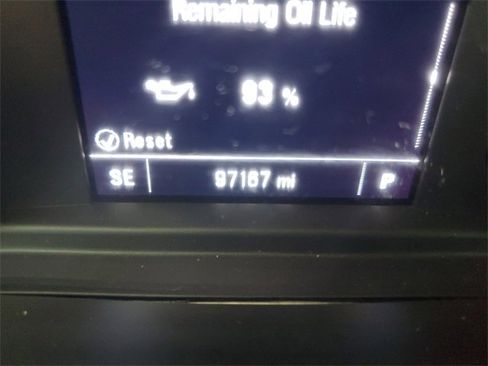 Remaining Oil Life
93 %
Reset
SE 97167 mi P